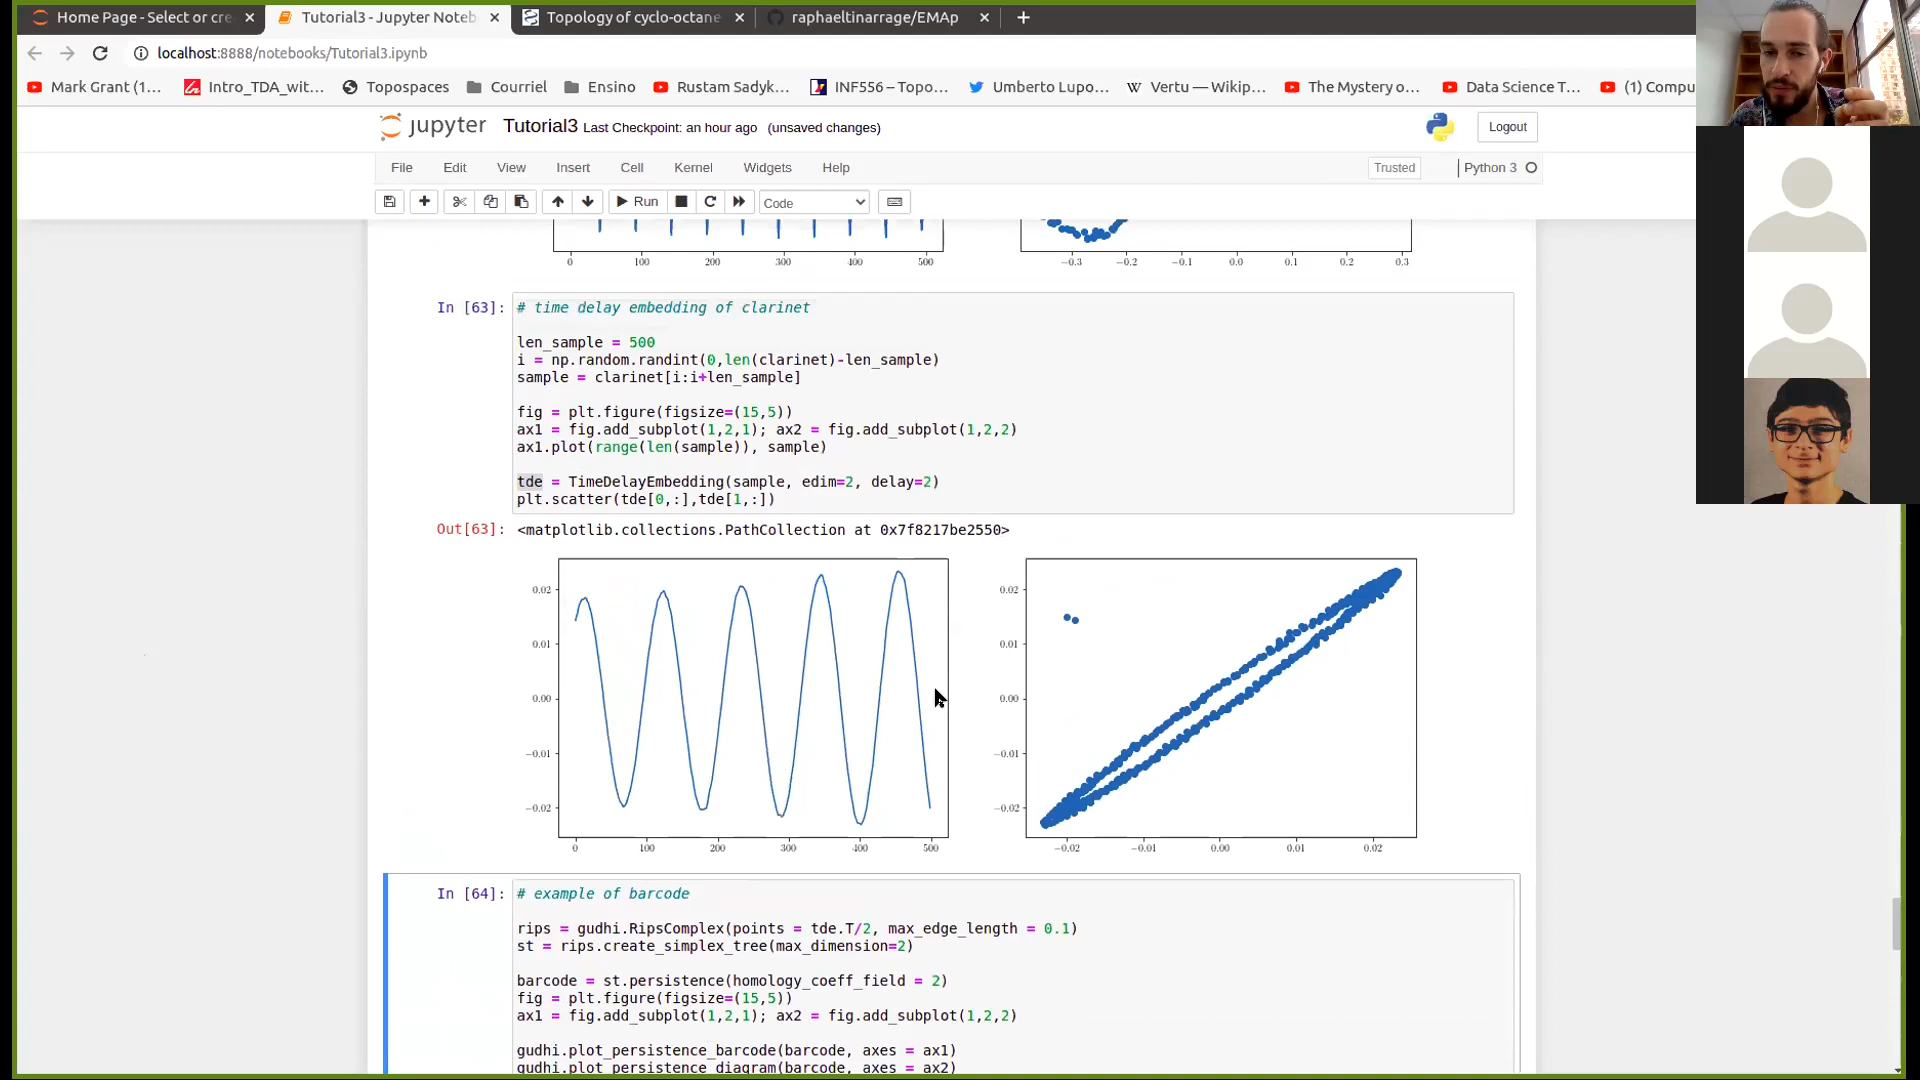 Home Page - Select or cre
Tutorial3 - Jupyter Noteb
Topology of cyclo-octane
raphaeltinarrage/EMAp
localhost:8888/notebooks/Tutorial3.ipynb
Mark Grant (1...
Intro_TDA_wit...
Topospaces
Courriel
Ensino
Rustam Sadyk...
INF556 – Topo...
Umberto Lupo...
Vertu — Wikip...
The Mystery o...
Data Science T...
(1) Compu
jupyter
Tutorial3 Last Checkpoint: an hour ago (unsaved changes)
Logout
File
Edit
View
Insert
Cell
Kernel
Widgets
Help
Trusted
Python 3
Run
Code
0 100 200 300 400 500
−0.3 −0.2 −0.1 0.0 0.1 0.2 0.3
In [63]:
# time delay embedding of clarinet
len_sample = 500
i = np.random.randint(0,len(clarinet)-len_sample)
sample = clarinet[i:i+len_sample]
fig = plt.figure(figsize=(15,5))
ax1 = fig.add_subplot(1,2,1); ax2 = fig.add_subplot(1,2,2)
ax1.plot(range(len(sample)), sample)
tde = TimeDelayEmbedding(sample, edim=2, delay=2)
plt.scatter(tde[0,:],tde[1,:])
Out[63]:
<matplotlib.collections.PathCollection at 0x7f8217be2550>
0.02
0.01
0.00
−0.01
−0.02
0 100 200 300 400 500
0.02
0.01
0.00
−0.01
−0.02
−0.02 −0.01 0.00 0.01 0.02
In [64]:
# example of barcode
rips = gudhi.RipsComplex(points = tde.T/2, max_edge_length = 0.1)
st = rips.create_simplex_tree(max_dimension=2)
barcode = st.persistence(homology_coeff_field = 2)
fig = plt.figure(figsize=(15,5))
ax1 = fig.add_subplot(1,2,1); ax2 = fig.add_subplot(1,2,2)
gudhi.plot_persistence_barcode(barcode, axes = ax1)
gudhi.plot_persistence_diagram(barcode, axes = ax2)